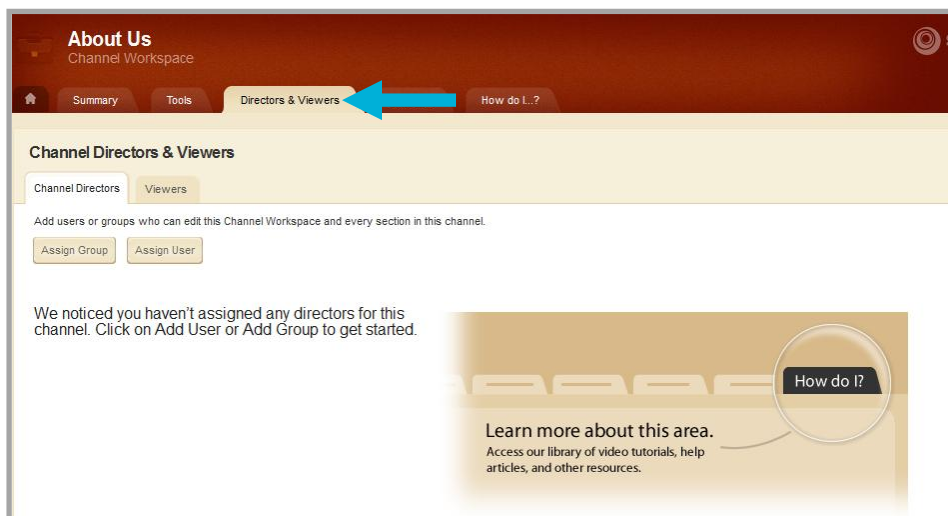 About Us
Channel Workspace
Summary Tools Directors & Viewers How do I...?
Channel Directors & Viewers
Channel Directors Viewers
Add users or groups who can edit this Channel Workspace and every section in this channel.
Assign Group Assign User
We noticed you haven't assigned any directors for this
channel. Click on Add User or Add Group to get started.
How do I?
Learn more about this area.
Access our library of video tutorials, help
articles, and other resources.